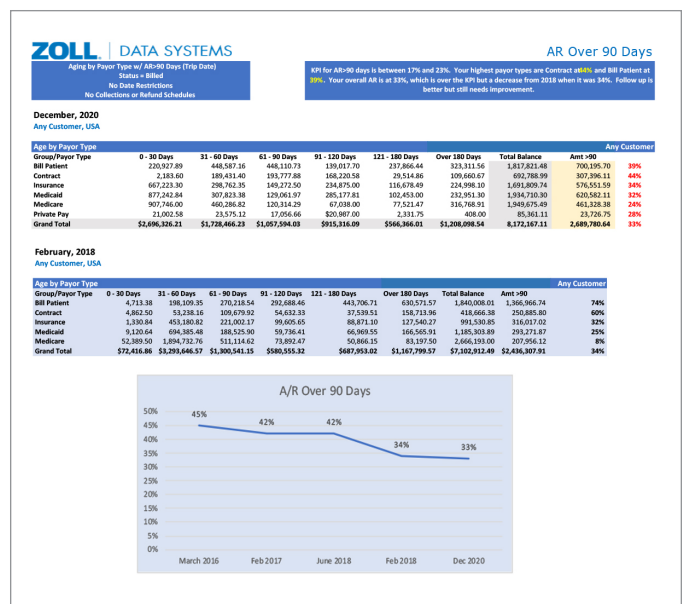 ZOLL. DATA SYSTEMS
AR Over 90 Days
Aging by Payor Type w/ AR>90 Days (Trip Date)
Status = Billed
No Date Restrictions
No Collections or Refund Schedules
KPI for AR>90 days is between 17% and 23%. Your highest payor types are Contract at44% and Bill Patient at
39%. Your overall AR is at 33%, which is over the KPI but a decrease from 2018 when it was 34%. Follow up is
better but still needs improvement.
December, 2020
Any Customer, USA
Age by Payor Type Any Customer
Group/Payor Type 0 - 30 Days 31 - 60 Days 61 - 90 Days 91 - 120 Days 121 - 180 Days Over 180 Days Total Balance Amt >90
Bill Patient 220,927.89 448,587.16 448,110.73 139,017.70 237,866.44 323,311.56 1,817,821.48 700,195.70 39%
Contract 2,183.60 189,431.40 193,777.88 168,220.58 29,514.86 109,660.67 692,788.99 307,396.11 44%
Insurance 667,223.30 298,762.35 149,272.50 234,875.00 116,678.49 224,998.10 1,691,809.74 576,551.59 34%
Medicaid 877,242.84 307,823.38 129,061.97 285,177.81 102,453.00 232,951.30 1,934,710.30 620,582.11 32%
Medicare 907,746.00 460,286.82 120,314.29 67,038.00 77,521.47 316,768.91 1,949,675.49 461,328.38 24%
Private Pay 21,002.58 23,575.12 17,056.66 $20,987.00 2,331.75 408.00 85,361.11 23,726.75 28%
Grand Total $2,696,326.21 $1,728,466.23 $1,057,594.03 $915,316.09 $566,366.01 $1,208,098.54 8,172,167.11 2,689,780.64 33%
February, 2018
Any Customer, USA
Age by Payor Type Any Customer
Group/Payor Type 0 - 30 Days 31 - 60 Days 61 - 90 Days 91 - 120 Days 121 - 180 Days Over 180 Days Total Balance Amt >90
Bill Patient 4,713.38 198,109.35 270,218.54 292,688.46 443,706.71 630,571.57 1,840,008.01 1,366,966.74 74%
Contract 4,862.50 53,238.16 109,679.92 54,632.33 37,539.51 158,713.96 418,666.38 250,885.80 60%
Insurance 1,330.84 453,180.82 221,002.17 99,605.65 88,871.10 127,540.27 991,530.85 316,017.02 32%
Medicaid 9,120.64 694,385.48 188,525.90 59,736.41 66,969.55 166,565.91 1,185,303.89 293,271.87 25%
Medicare 52,389.50 1,894,732.76 511,114.62 73,892.47 50,866.15 83,197.50 2,666,193.00 207,956.12 8%
Grand Total $72,416.86 $3,293,646.57 $1,300,541.15 $580,555.32 $687,953.02 $1,167,799.57 $7,102,912.49 $2,436,307.91 34%
A/R Over 90 Days
50%
45%
40%
35%
30%
25%
20%
15%
10%
5%
0%
45% 42% 42% 34% 33%
March 2016 Feb 2017 June 2018 Feb 2018 Dec 2020